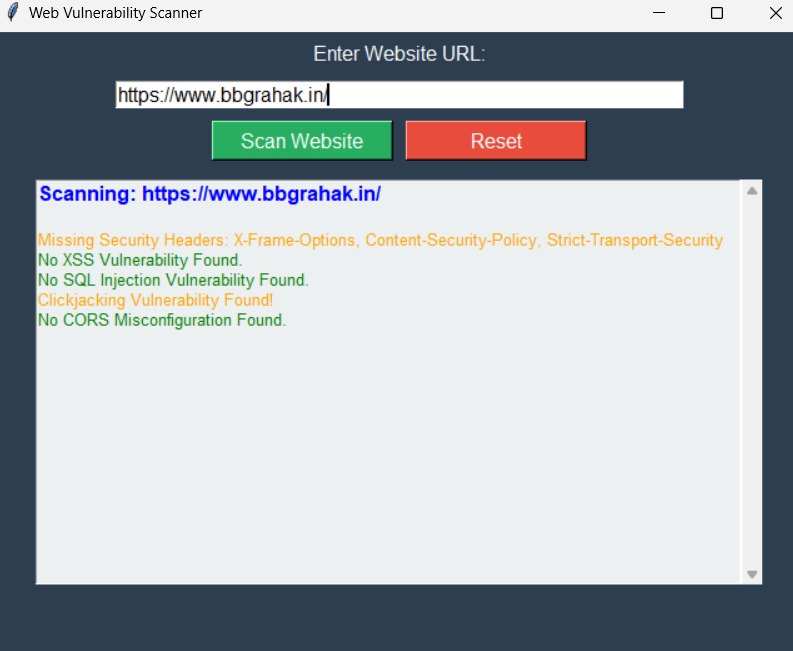 Web Vulnerability Scanner
Enter Website URL:
https://www.bbgrahak.in/
Scan Website
Reset
Scanning: https://www.bbgrahak.in/
Missing Security Headers: X-Frame-Options, Content-Security-Policy, Strict-Transport-Security
No XSS Vulnerability Found.
No SQL Injection Vulnerability Found.
Clickjacking Vulnerability Found!
No CORS Misconfiguration Found.